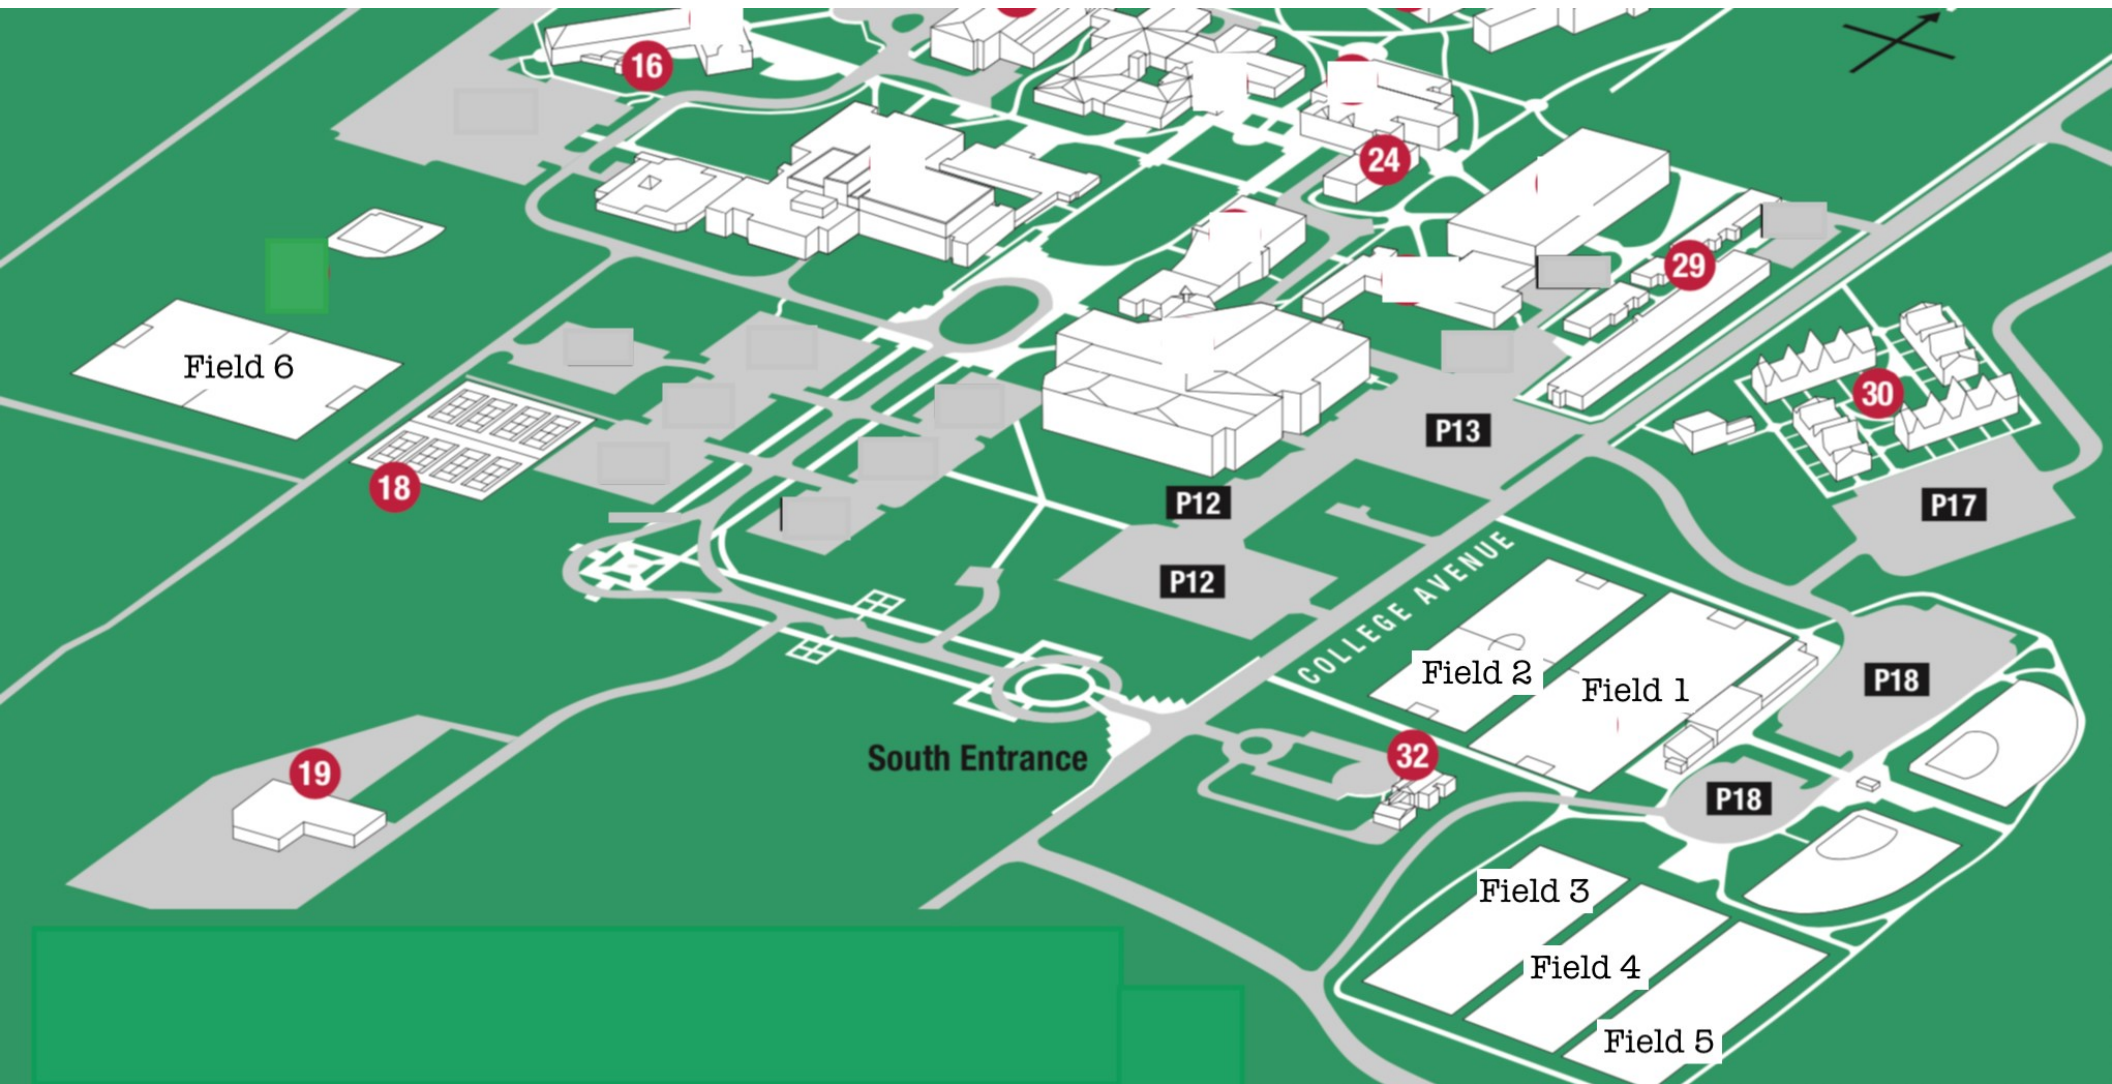 16
24
29
Field 6
30
P13
18
P12
P17
COLLEGE AVENUE
P12
Field 2
Field 1
P18
South Entrance
32
19
P18
Field 3
Field 4
Field 5